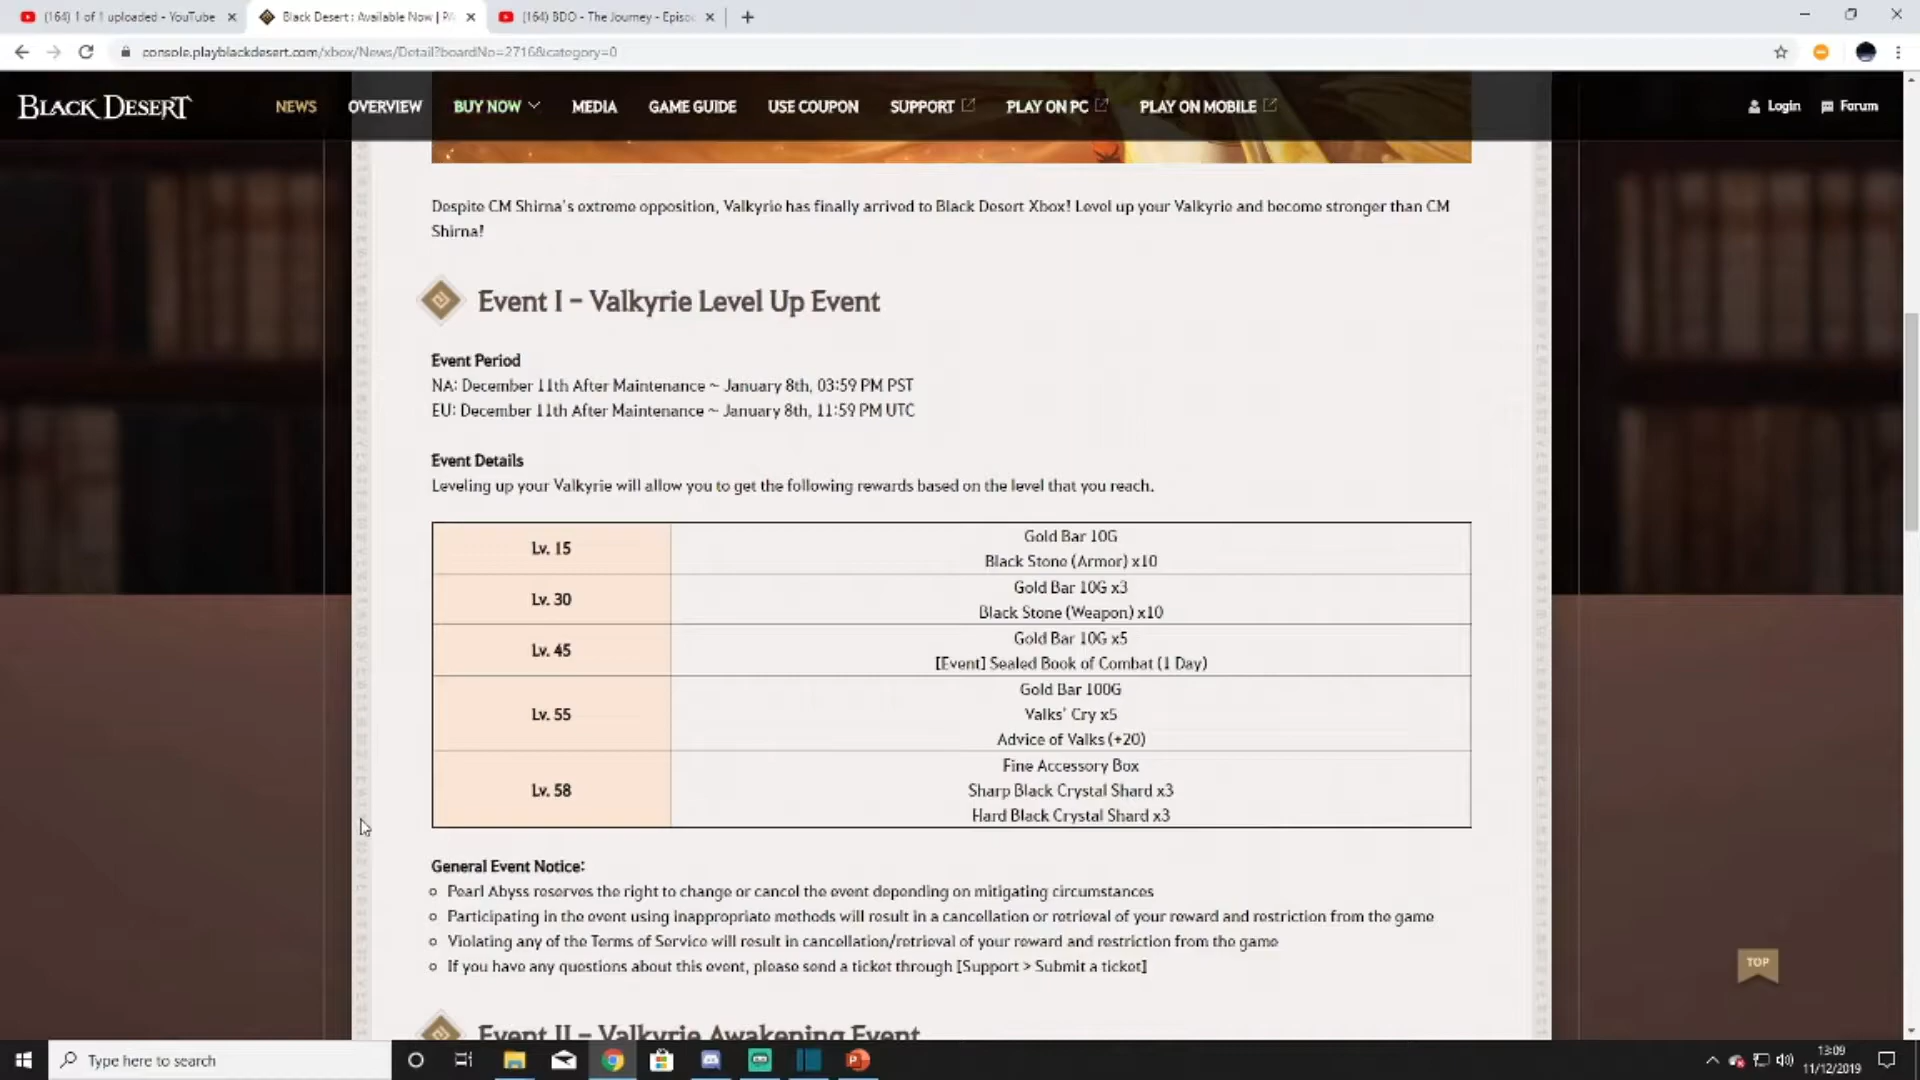 (164) 1 of 1 uploaded - YouTube
Black Desert : Available Now | PA
(164) BDO - The Journey - Episo
console.playblackdesert.com/xbox/News/Detail?boardNo=2716&category=0
BLACK DESERT
NEWS
OVERVIEW
BUY NOW
MEDIA
GAME GUIDE
USE COUPON
SUPPORT
PLAY ON PC
PLAY ON MOBILE
Login
Forum
Despite CM Shirna's extreme opposition, Valkyrie has finally arrived to Black Desert Xbox! Level up your Valkyrie and become stronger than CM
Shirna!
Event I - Valkyrie Level Up Event
Event Period
NA: December 11th After Maintenance ~ January 8th, 03:59 PM PST
EU: December 11th After Maintenance ~ January 8th, 11:59 PM UTC
Event Details
Leveling up your Valkyrie will allow you to get the following rewards based on the level that you reach.
Lv. 15
Gold Bar 10G
Black Stone (Armor) x10
Lv. 30
Gold Bar 10G x3
Black Stone (Weapon) x10
Lv. 45
Gold Bar 10G x5
[Event] Sealed Book of Combat (1 Day)
Lv. 55
Gold Bar 100G
Valks' Cry x5
Advice of Valks (+20)
Lv. 58
Fine Accessory Box
Sharp Black Crystal Shard x3
Hard Black Crystal Shard x3
General Event Notice:
Pearl Abyss reserves the right to change or cancel the event depending on mitigating circumstances
Participating in the event using inappropriate methods will result in a cancellation or retrieval of your reward and restriction from the game
Violating any of the Terms of Service will result in cancellation/retrieval of your reward and restriction from the game
If you have any questions about this event, please send a ticket through [Support > Submit a ticket]
TOP
Event II - Valkyrie Awakening Event
Type here to search
13:09
11/12/2019